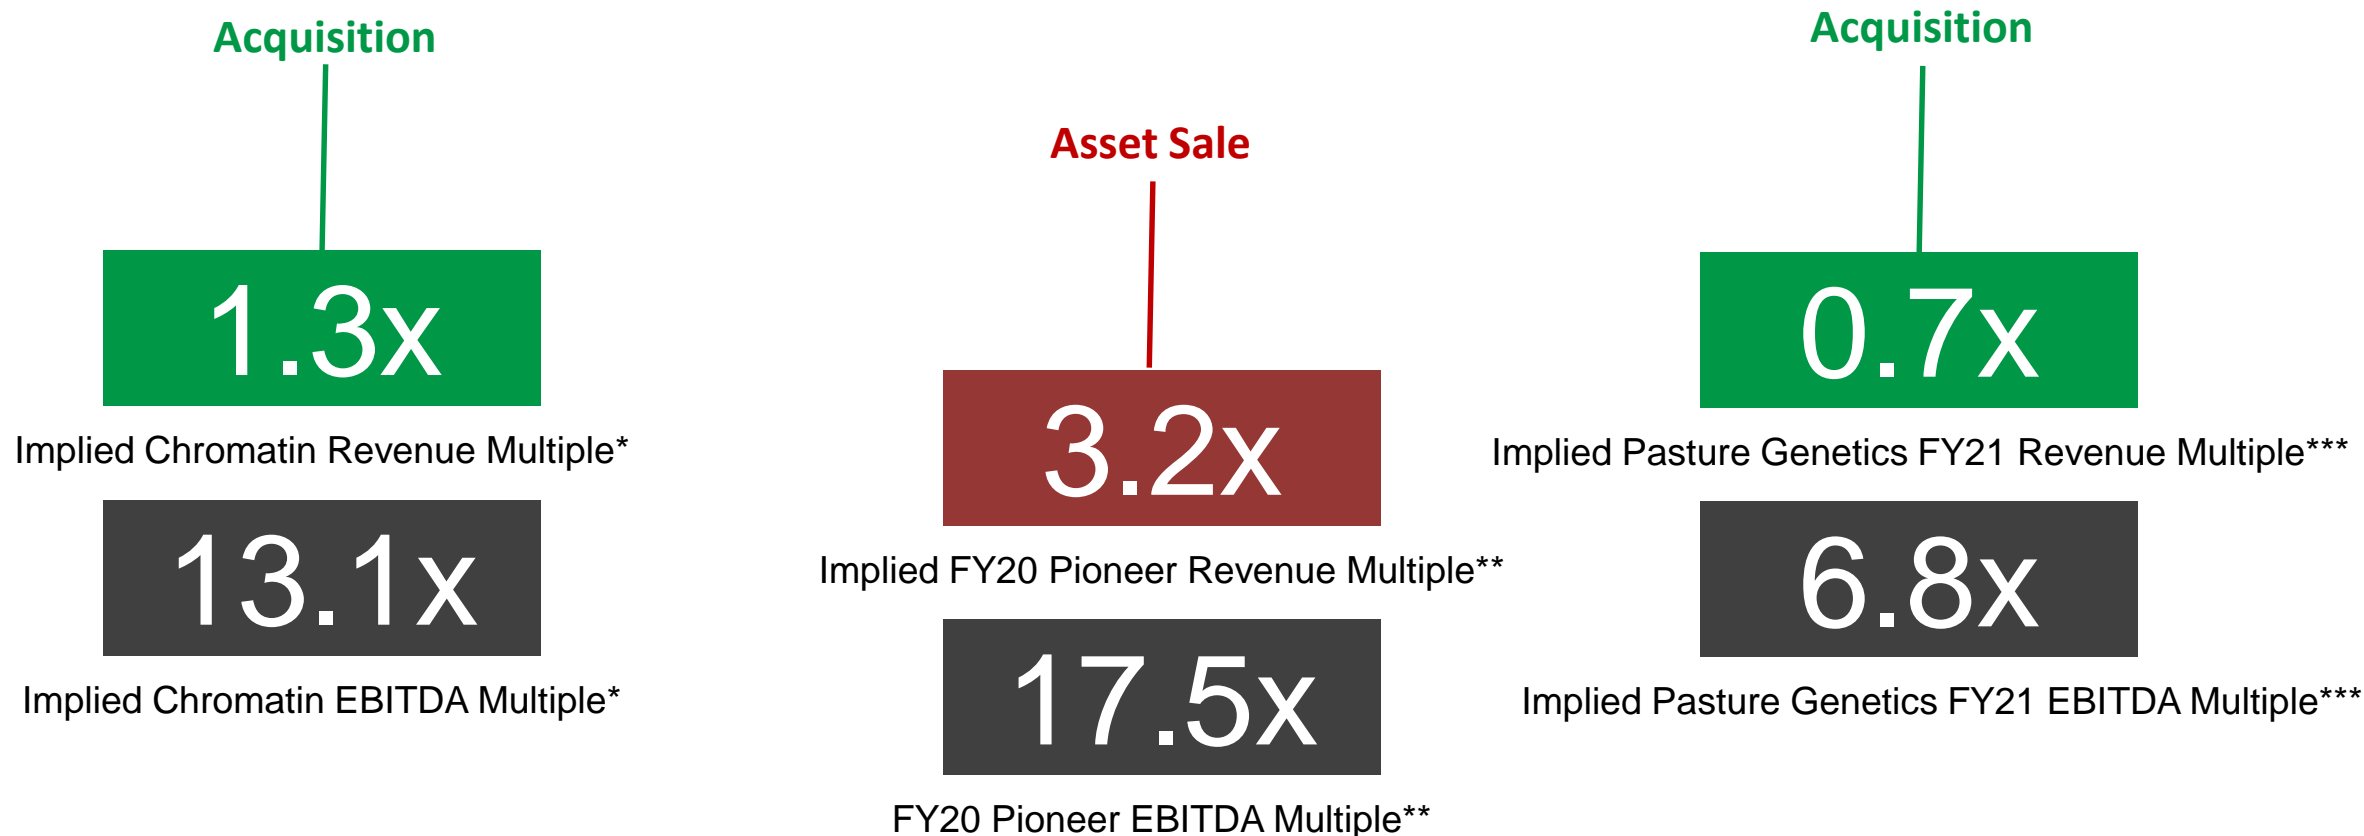 Acquisition
1.3x
Implied Chromatin Revenue Multiple*
13.1x
Implied Chromatin EBITDA Multiple*
Asset Sale
3.2x
Implied FY20 Pioneer Revenue Multiple**
17.5x
FY20 Pioneer EBITDA Multiple**
Acquisition
0.7x
Implied Pasture Genetics FY21 Revenue Multiple***
6.8x
Implied Pasture Genetics FY21 EBITDA Multiple***